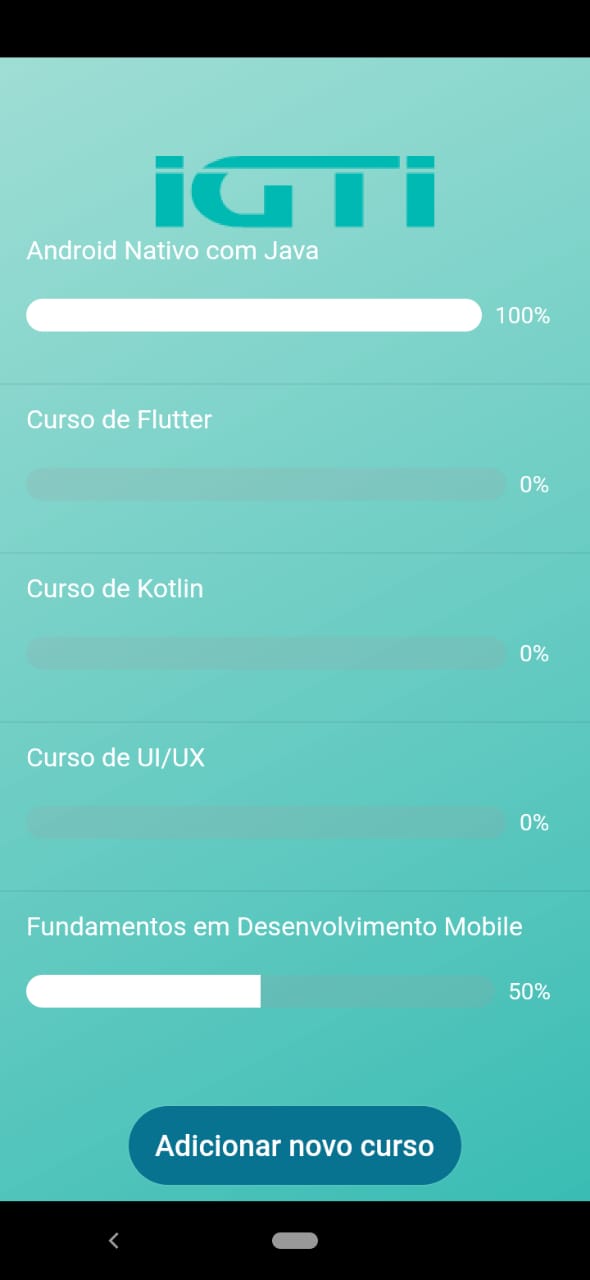 iGTi
Android Nativo com Java
100%
Curso de Flutter
0%
Curso de Kotlin
0%
Curso de UI/UX
0%
Fundamentos em Desenvolvimento Mobile
50%
Adicionar novo curso